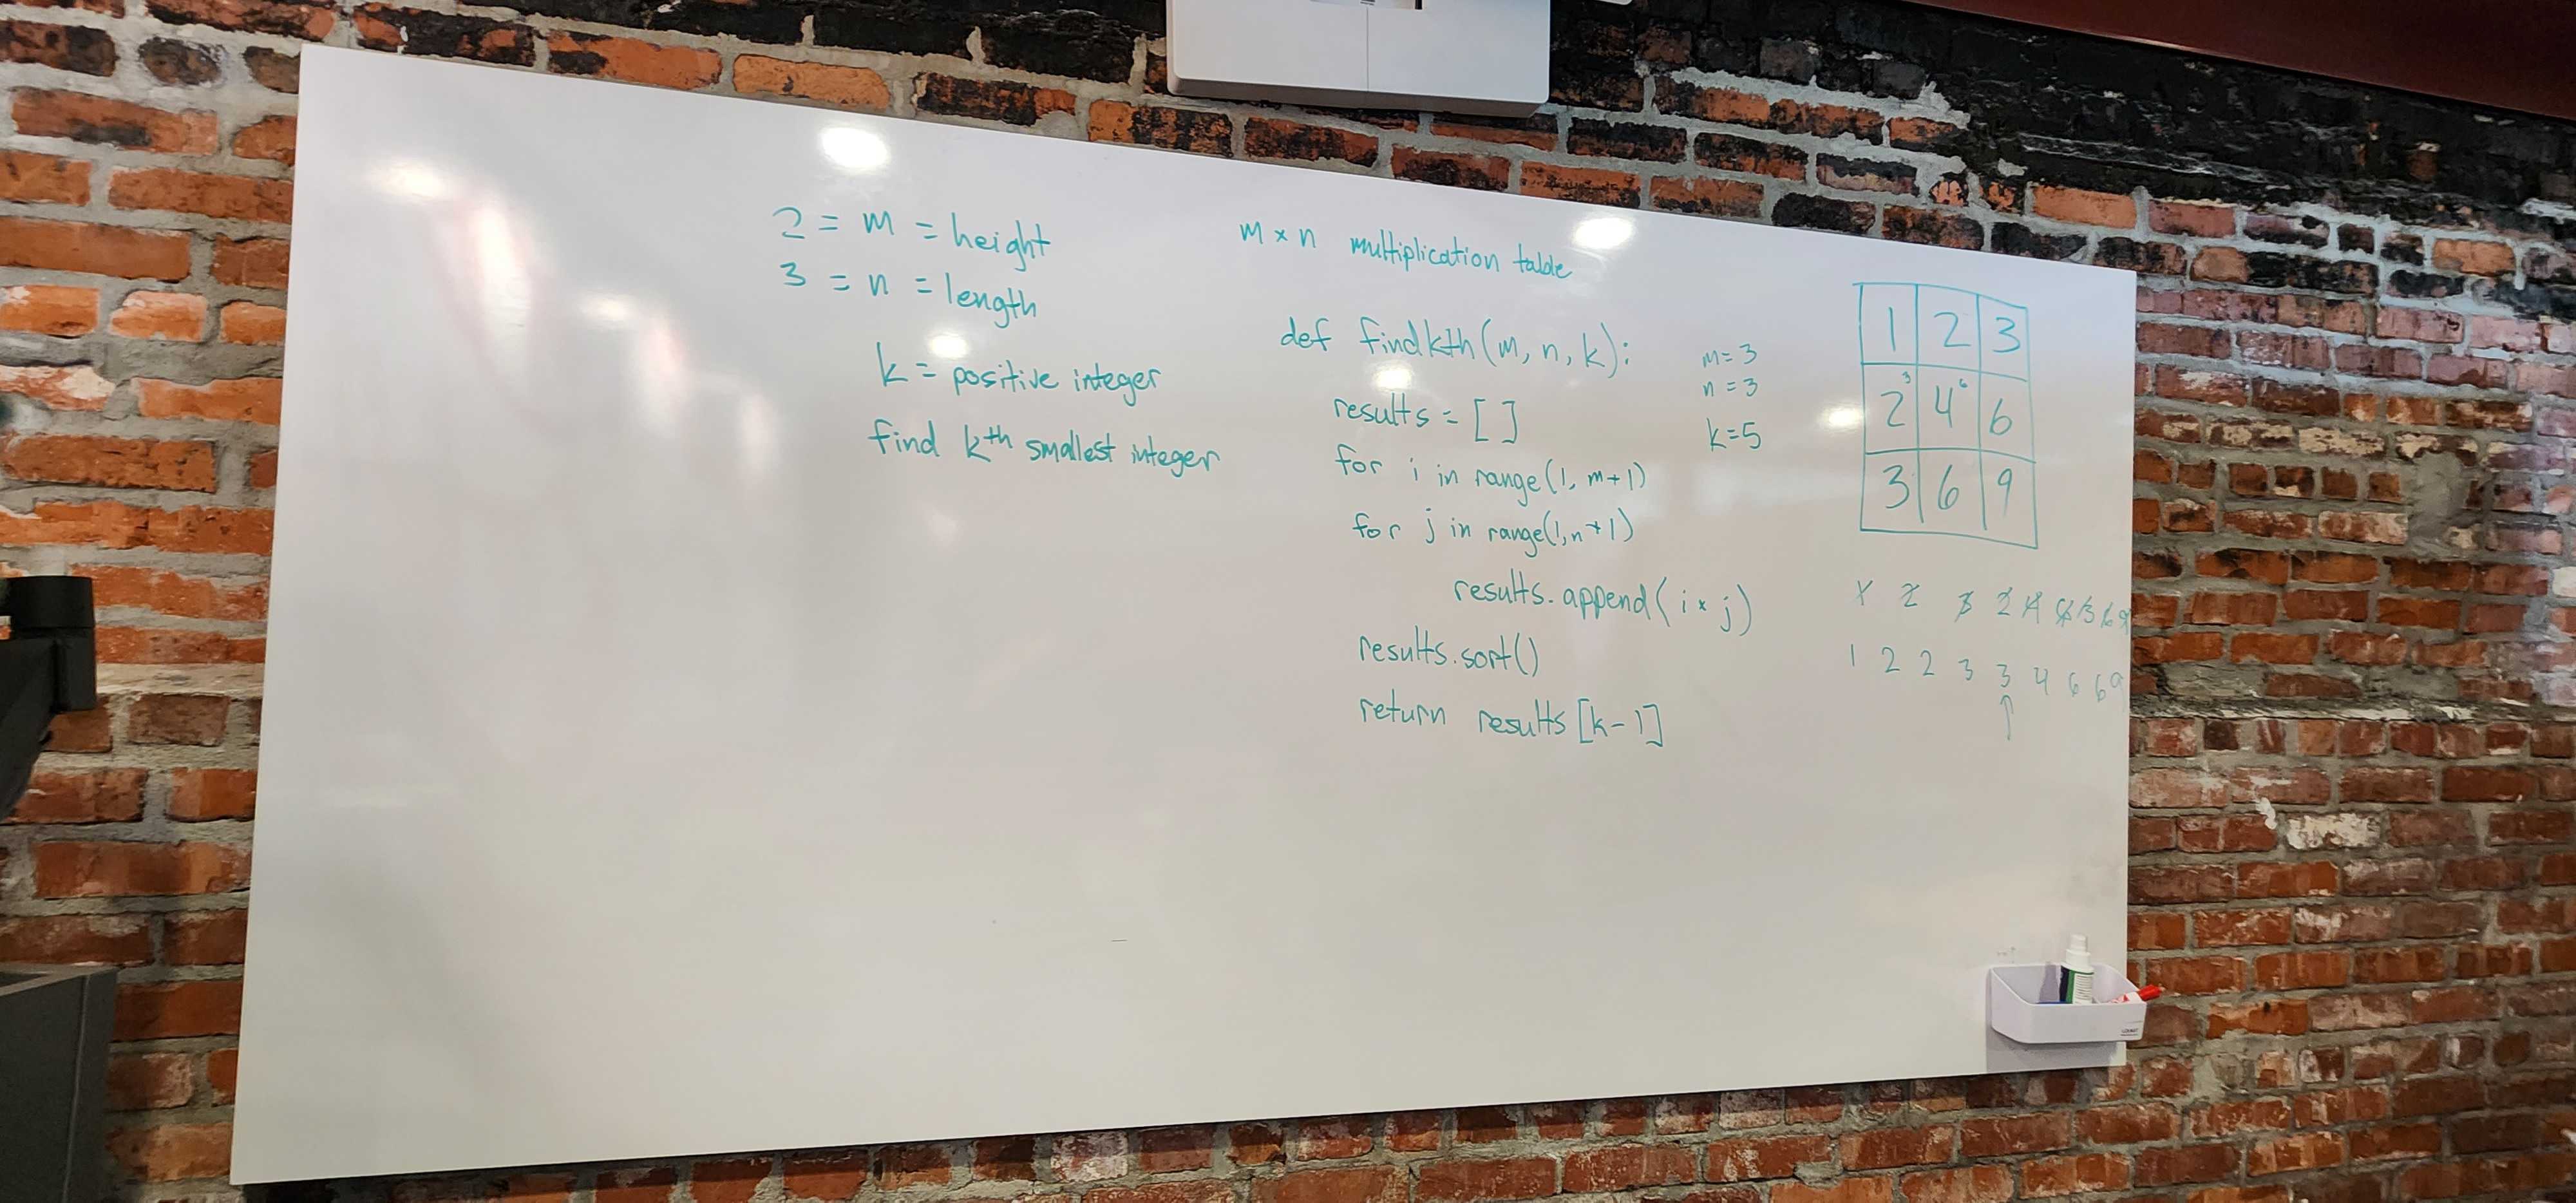 2 = m = height
3 = n = length
k = positive integer
find kth smallest integer
m × n multiplication table
def findkth(m, n, k):
results = [ ]
for i in range(1, m+1)
for j in range(1, n+1)
results.append(i × j)
results.sort()
return results[k-1]
m=3
n=3
k=5
1 2 3
2 3 4 6 6
3 6 9
1 2 3 2 4 6 3 6 9
1 2 2 3 3 4 6 6 9
↑